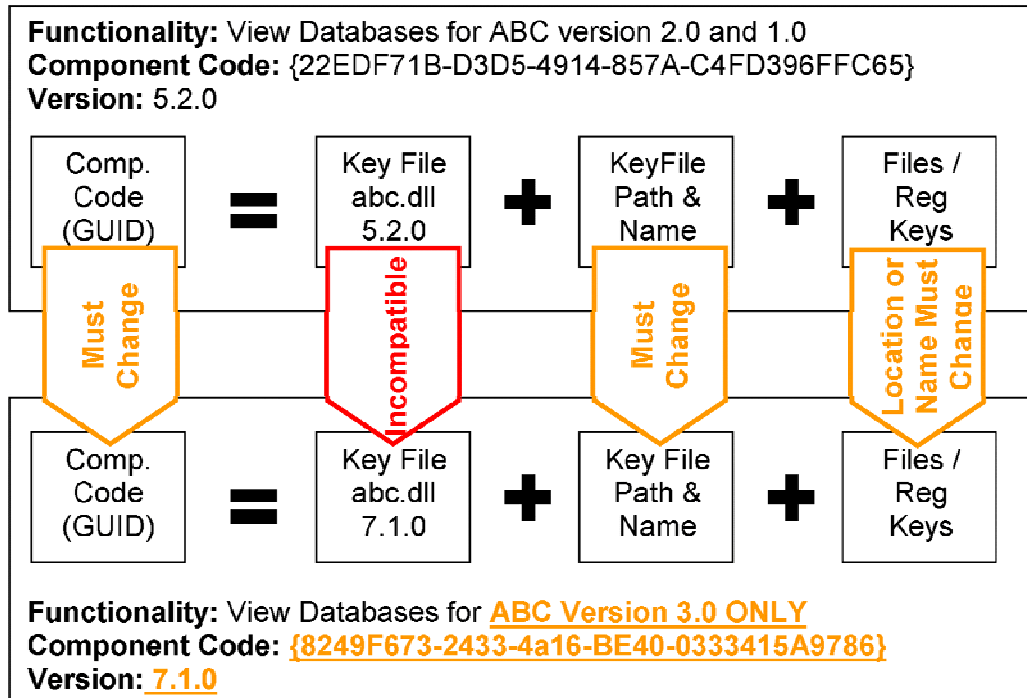 Functionality: View Databases for ABC version 2.0 and 1.0
Component Code: {22EDF71B-D3D5-4914-857A-C4FD396FFC65}
Version: 5.2.0
Comp.
Code
(GUID)
=
Key File
abc.dll
5.2.0
+
KeyFile
Path &
Name
+
Files /
Reg
Keys
Must
Change
Incompatible
Must
Change
Location or
Name Must
Change
Comp.
Code
(GUID)
=
Key File
abc.dll
7.1.0
+
Key File
Path &
Name
+
Files /
Reg
Keys
Functionality: View Databases for ABC Version 3.0 ONLY
Component Code: {8249F673-2433-4a16-BE40-0333415A9786}
Version: 7.1.0